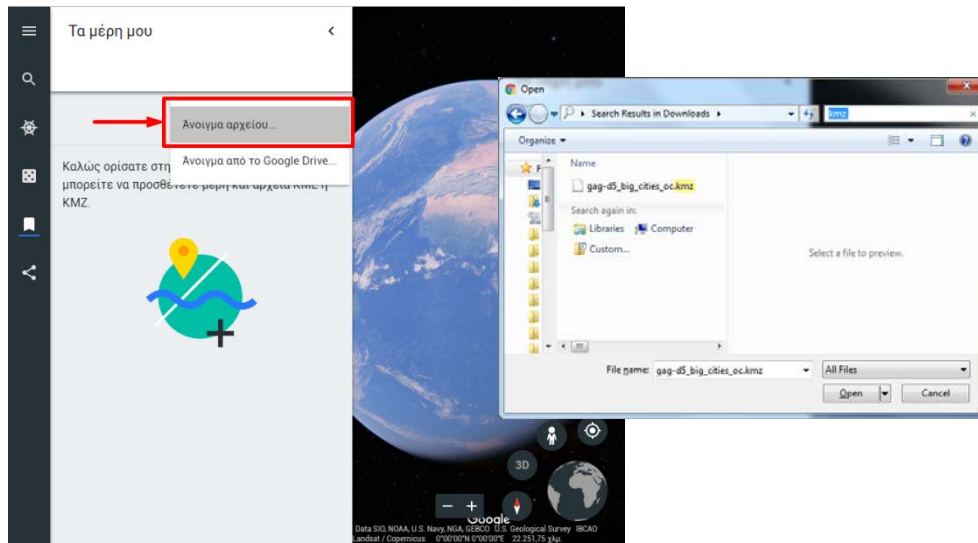 Τα μέρη μου
Άνοιγμα αρχείου...
Άνοιγμα από το Google Drive...
Καλώς ορίσατε στη
μπορείτε να προσθέτετε μέρη και αρχεία KML ή
KMZ.
3D
Google
Data SIO, NOAA, U.S. Navy, NGA, GEBCO U.S. Geological Survey IBCAO
Landsat / Copernicus 0°00'00"N 0°00'00"E 22.251,75 χλμ.
Open
Search Results in Downloads
kmz
Organize
Name
gag-d5_big_cities_oc.kmz
Search again in:
Libraries Computer
Custom...
Select a file to preview.
File name: gag-d5_big_cities_oc.kmz All Files
Open Cancel